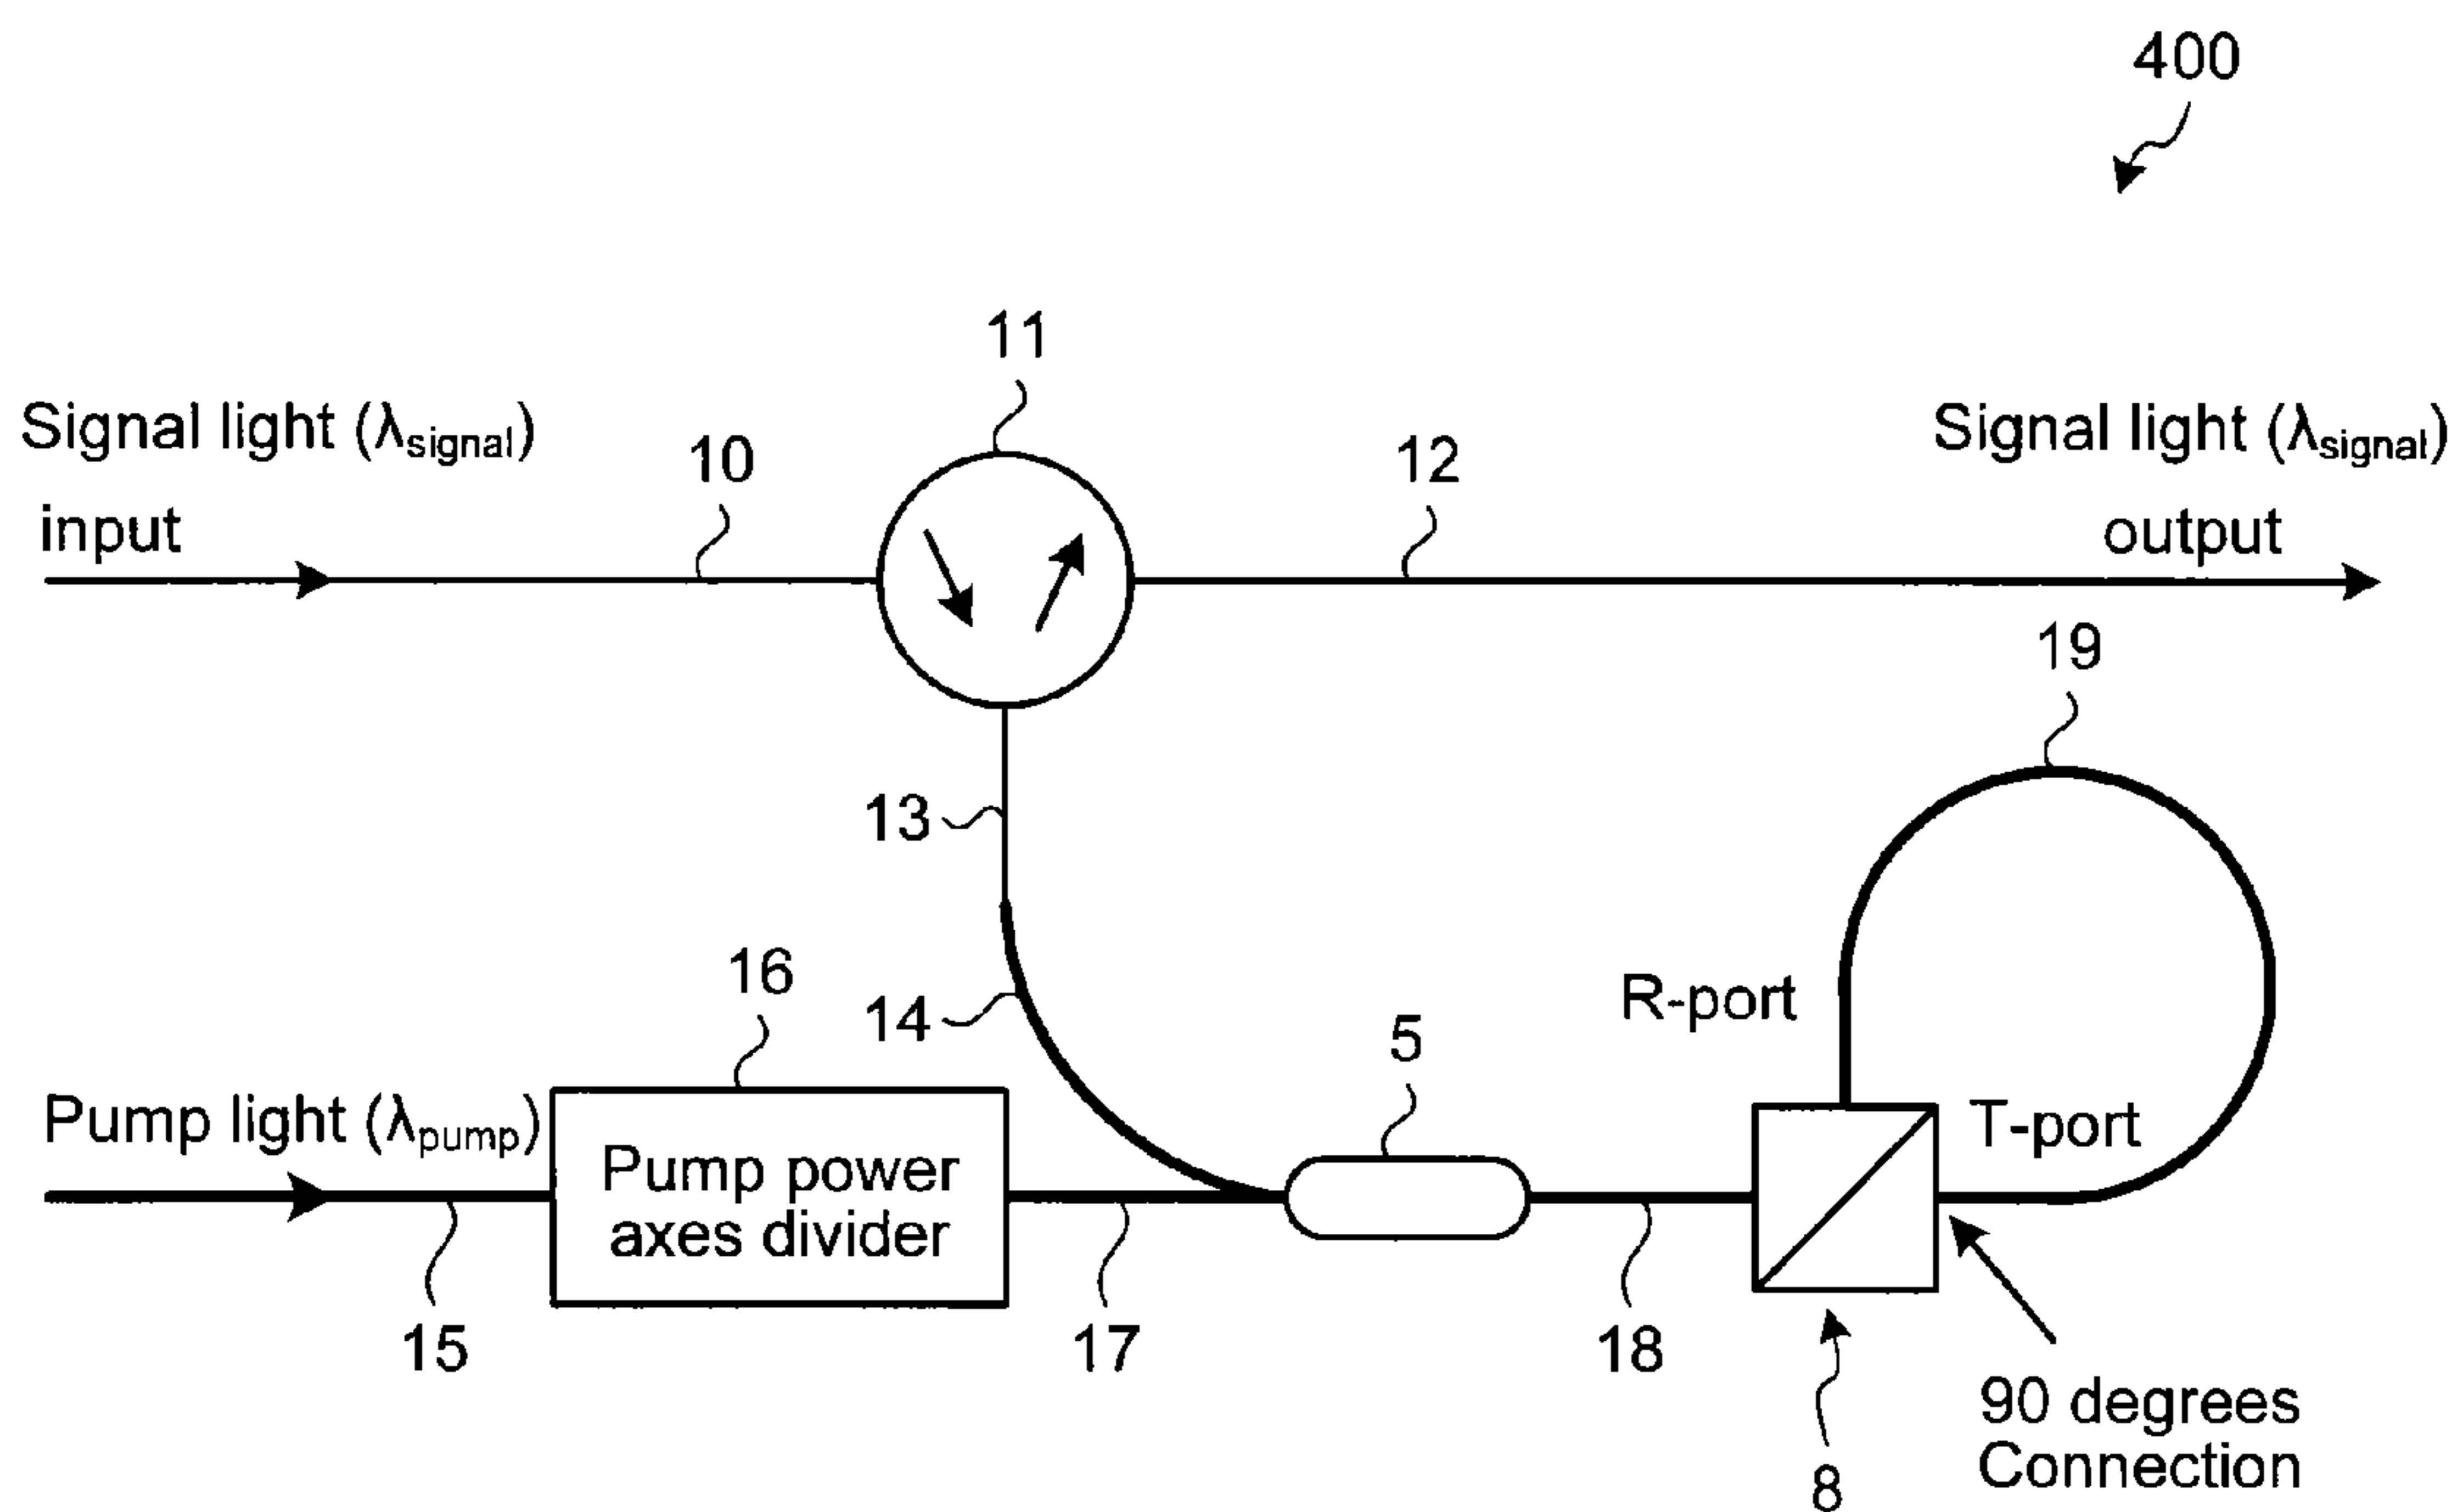 400
11
Signal light (λsignal)
input
10
12
Signal light (λsignal)
output
19
13
16
14
R-port
5
Pump light (λpump)
Pump power
axes divider
T-port
15
17
18
90 degrees
Connection
8